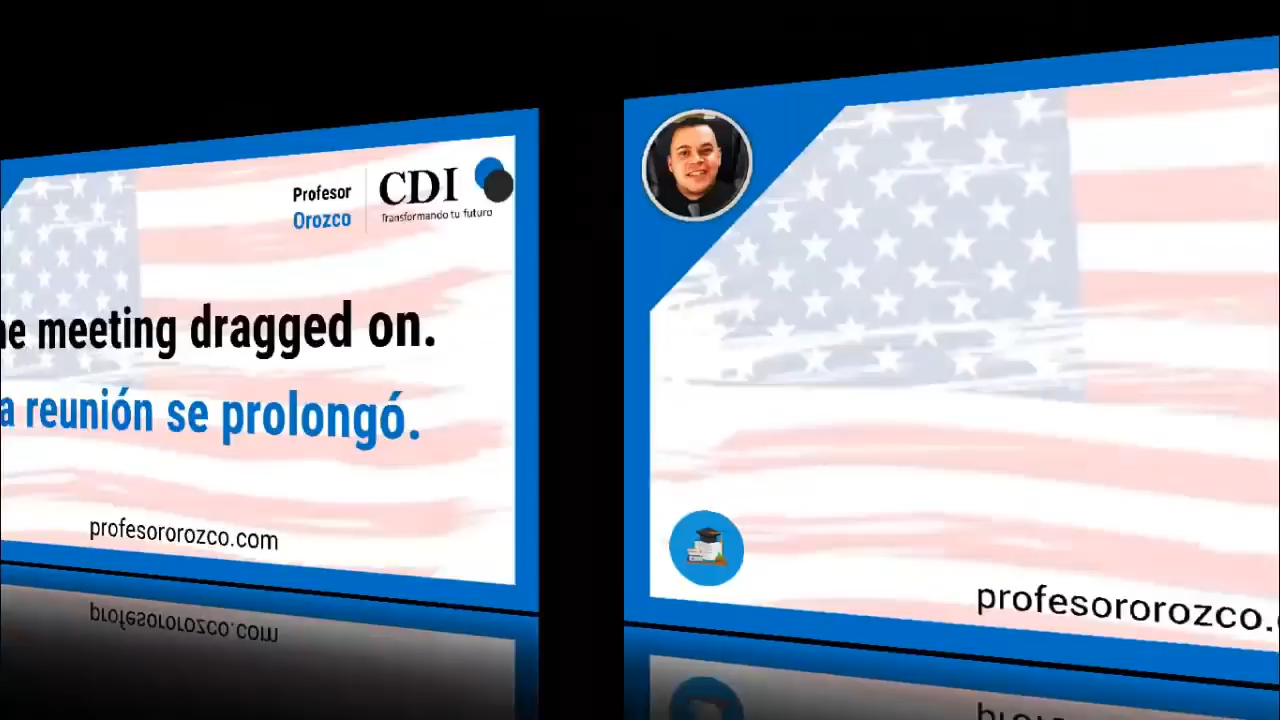 Profesor
Orozco
CDI
Transformando tu futuro
he meeting dragged on.
a reunión se prolongó.
profesororozco.com
profesororozco.